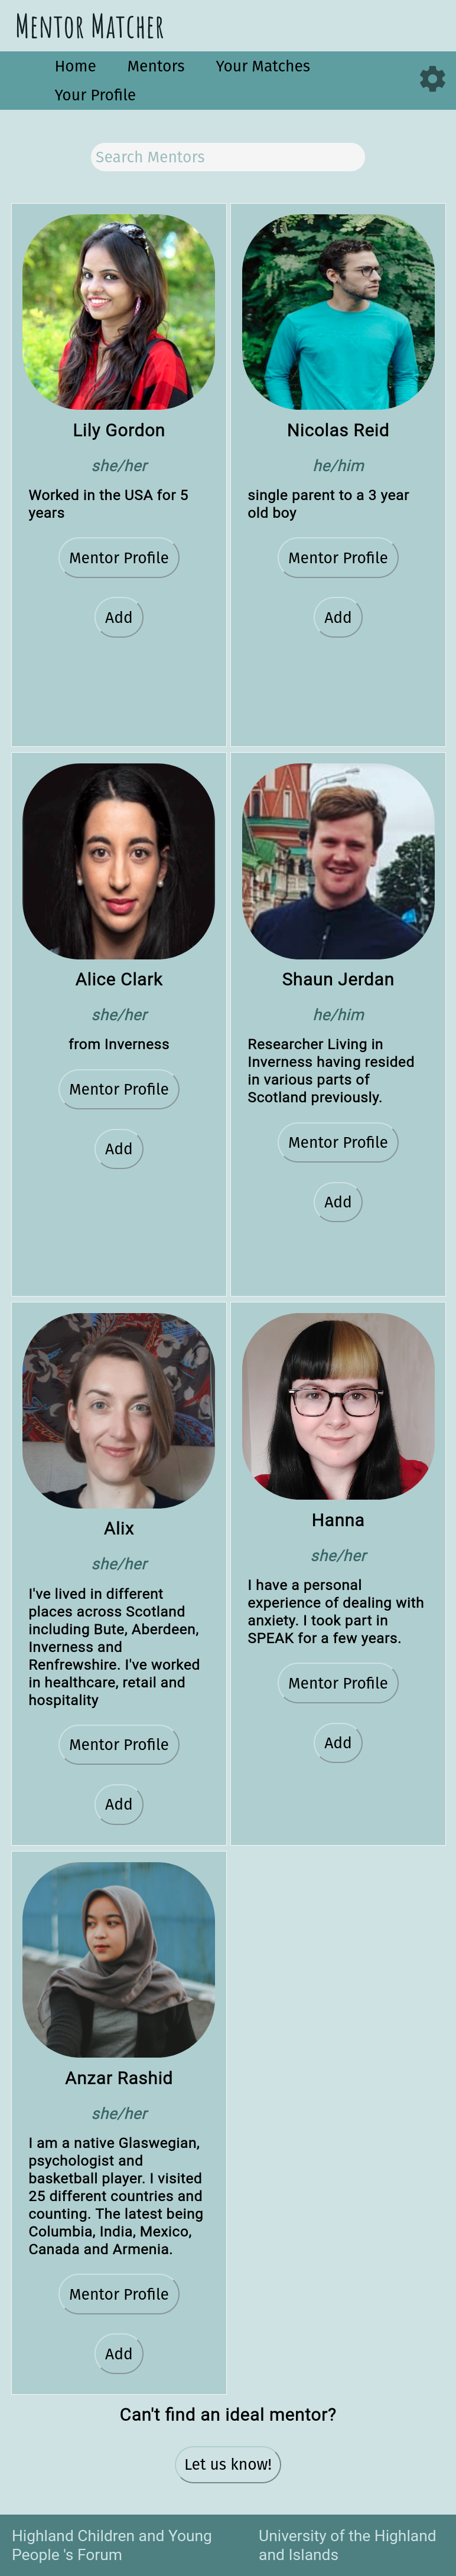 Mentor Matcher
Home Mentors Your Matches
Your Profile
Search Mentors
Lily Gordon
she/her
Worked in the USA for 5
years
Mentor Profile
Add
Nicolas Reid
he/him
single parent to a 3 year
old boy
Mentor Profile
Add
Alice Clark
she/her
from Inverness
Mentor Profile
Add
Shaun Jerdan
he/him
Researcher Living in
Inverness having resided
in various parts of
Scotland previously.
Mentor Profile
Add
Alix
she/her
I've lived in different
places across Scotland
including Bute, Aberdeen,
Inverness and
Renfrewshire. I've worked
in healthcare, retail and
hospitality
Mentor Profile
Add
Hanna
she/her
I have a personal
experience of dealing with
anxiety. I took part in
SPEAK for a few years.
Mentor Profile
Add
Anzar Rashid
she/her
I am a native Glaswegian,
psychologist and
basketball player. I visited
25 different countries and
counting. The latest being
Columbia, India, Mexico,
Canada and Armenia.
Mentor Profile
Add
Can't find an ideal mentor?
Let us know!
Highland Children and Young
People 's Forum
University of the Highland
and Islands